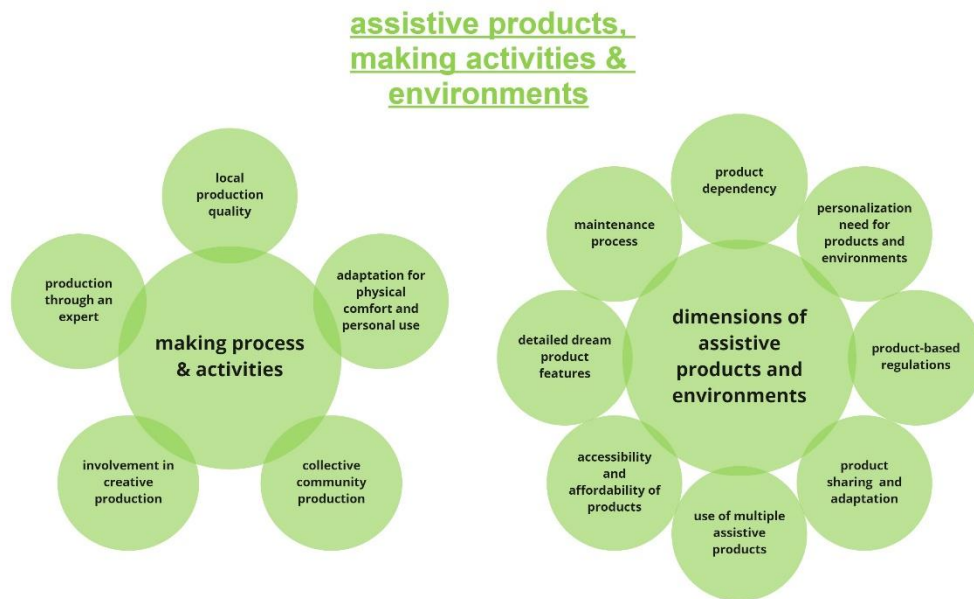 assistive products,
making activities &
environments
local
production
quality
adaptation for
physical
comfort and
personal use
collective
community
production
involvement in
creative
production
production
through an
expert
making process
& activities
product
dependency
personalization
need for
products and
environments
product-based
regulations
product
sharing and
adaptation
use of multiple
assistive
products
accessibility
and
affordability of
products
detailed dream
product
features
maintenance
process
dimensions of
assistive
products and
environments